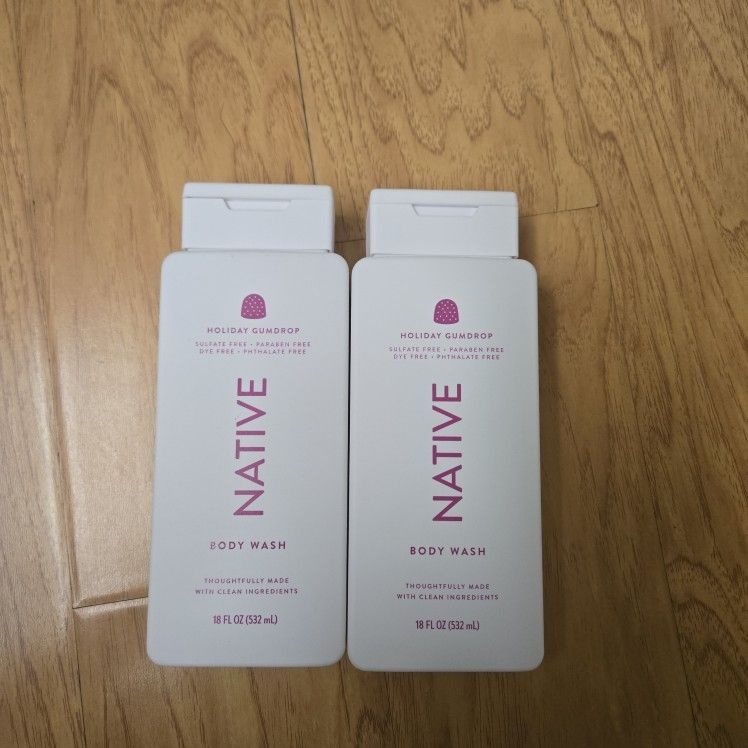 HOLIDAY GUMDROP
SULFATE FREE • PARABEN FREE
DYE FREE • PHTHALATE FREE
NATIVE
BODY WASH
THOUGHTFULLY MADE
WITH CLEAN INGREDIENTS
18 FL OZ (532 mL)
HOLIDAY GUMDROP
SULFATE FREE • PARABEN FREE
DYE FREE • PHTHALATE FREE
NATIVE
BODY WASH
THOUGHTFULLY MADE
WITH CLEAN INGREDIENTS
18 FL OZ (532 mL)